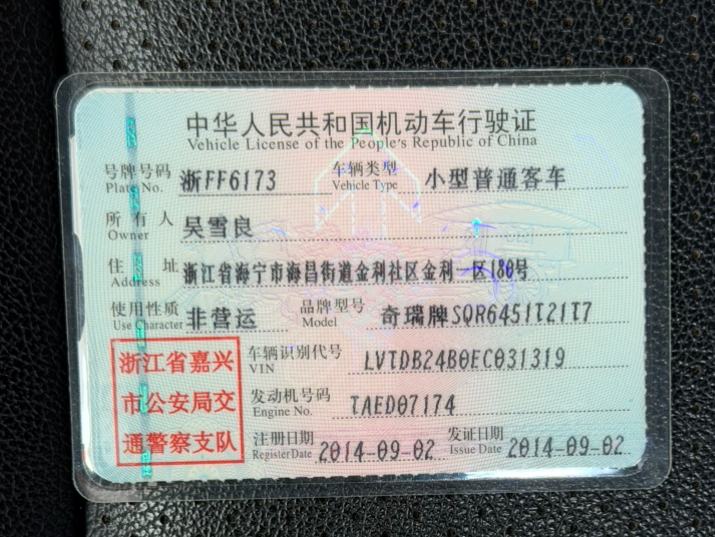 中华人民共和国机动车行驶证
Vehicle License of the People's Republic of China
号牌号码 浙FF6173 车辆类型 小型普通客车
Plate No. Vehicle Type
所有人 吴雪良
Owner
住址 浙江省海宁市海昌街道金利社区金利一区180号
Address
使用性质 非营运 品牌型号 奇瑞牌SQR6451T21T7
Use Character Model
浙江省嘉兴 车辆识别代号 LVTDB24B0EC031319
VIN
市公安局交 发动机号码 TAED07174
Engine No.
通警察支队 注册日期 2014-09-02 发证日期 2014-09-02
Register Date Issue Date